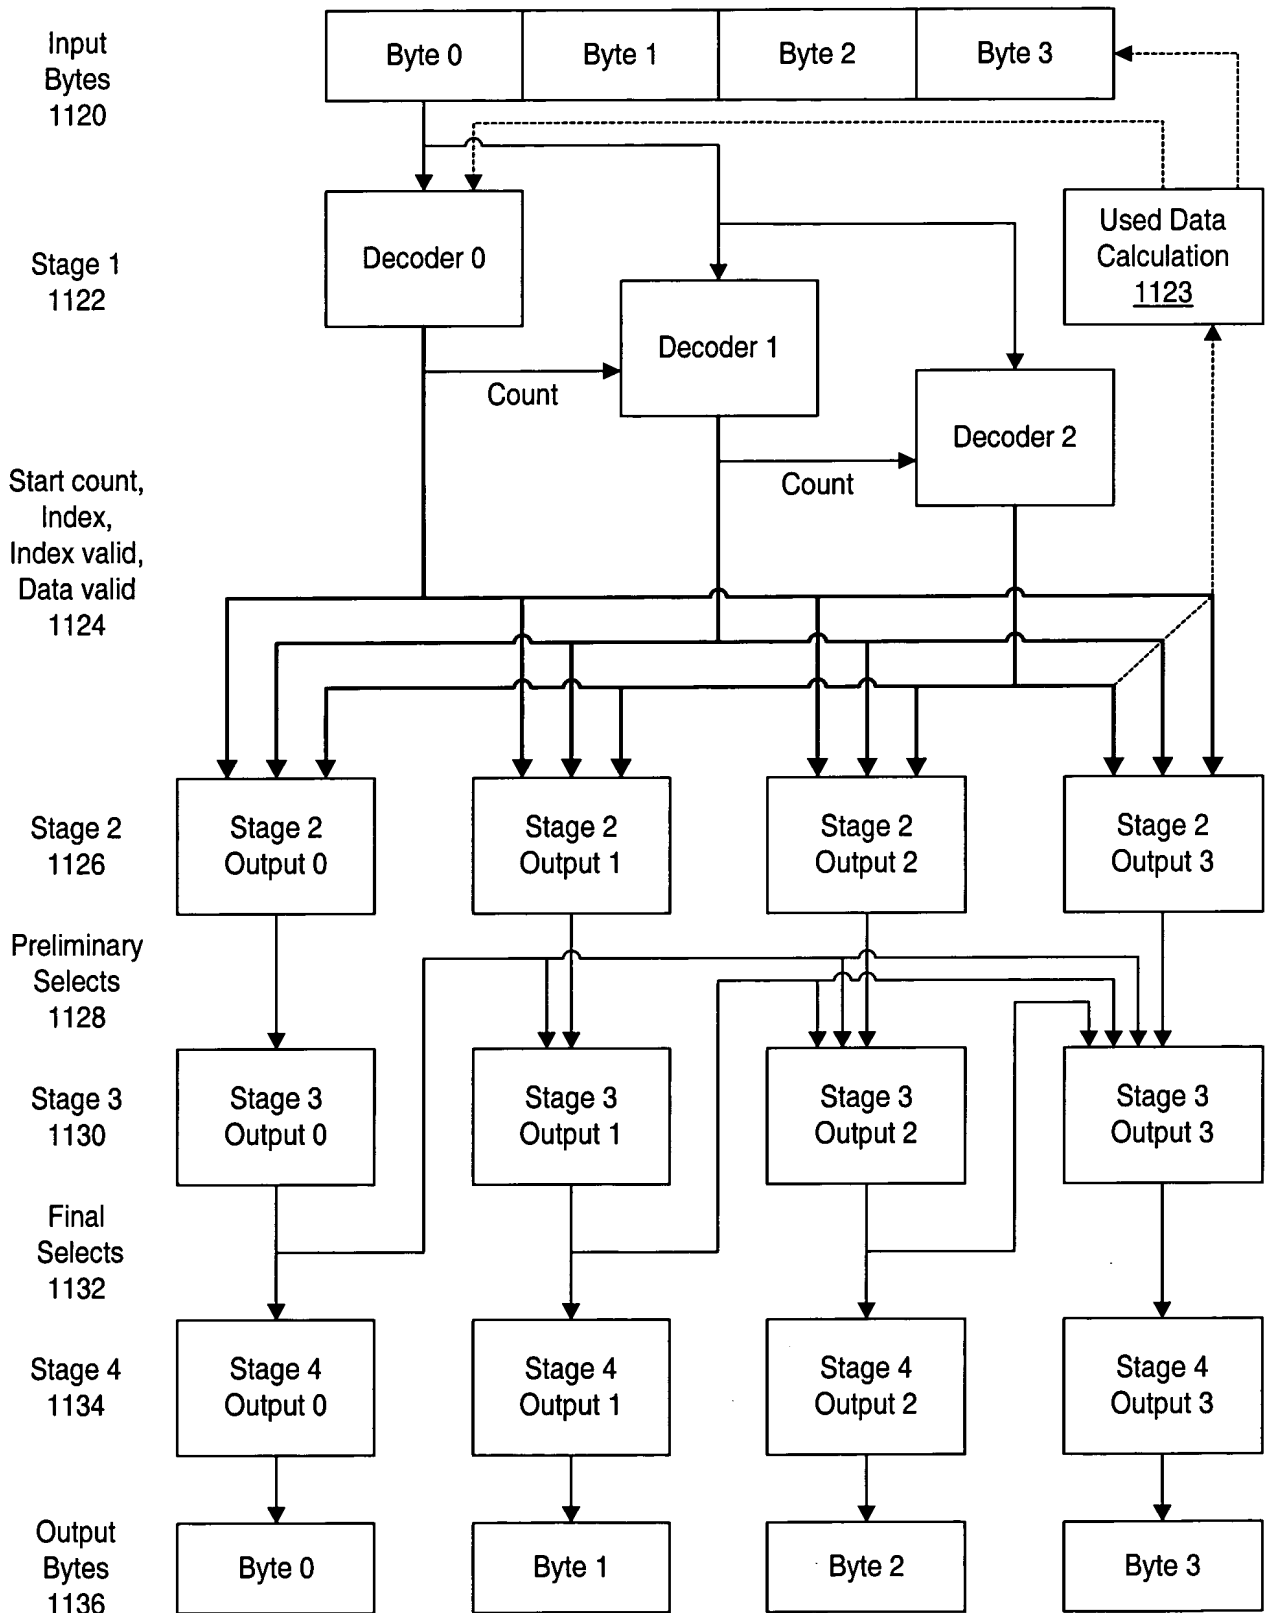 Input
Bytes
1120
Byte 0
Byte 1
Byte 2
Byte 3
Stage 1
1122
Decoder 0
Used Data
Calculation
1123
Decoder 1
Count
Decoder 2
Count
Start count,
Index,
Index valid,
Data valid
1124
Stage 2
1126
Stage 2
Output 0
Stage 2
Output 1
Stage 2
Output 2
Stage 2
Output 3
Preliminary
Selects
1128
Stage 3
1130
Stage 3
Output 0
Stage 3
Output 1
Stage 3
Output 2
Stage 3
Output 3
Final
Selects
1132
Stage 4
1134
Stage 4
Output 0
Stage 4
Output 1
Stage 4
Output 2
Stage 4
Output 3
Output
Bytes
1136
Byte 0
Byte 1
Byte 2
Byte 3